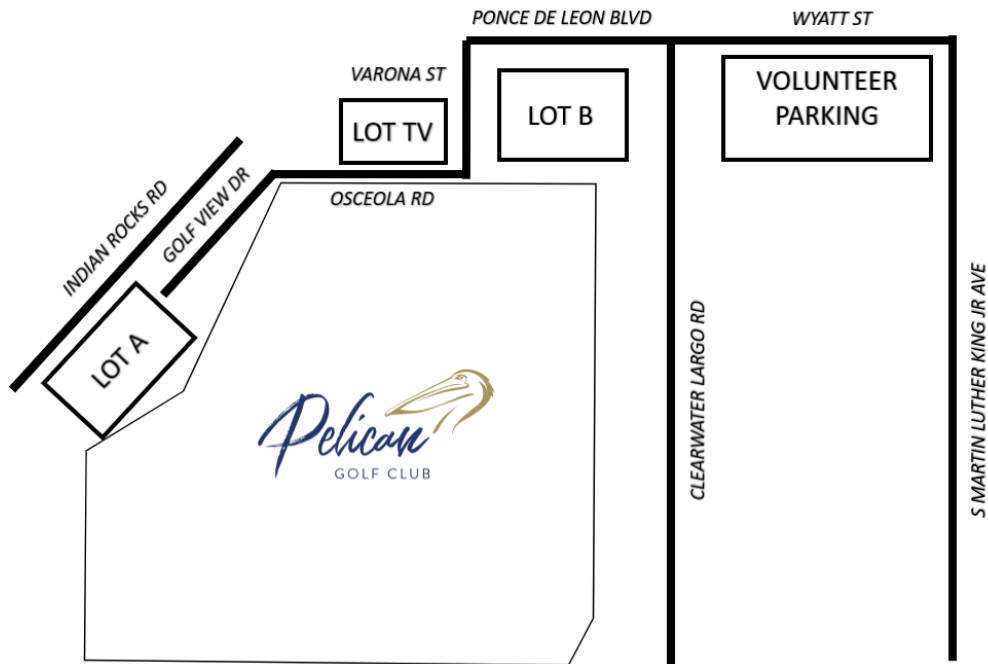 PONCE DE LEON BLVD
WYATT ST
VARONA ST
LOT TV
LOT B
VOLUNTEER
PARKING
INDIAN ROCKS RD
GOLF VIEW DR
OSCEOLA RD
LOT A
CLEARWATER LARGO RD
S MARTIN LUTHER KING JR AVE
Pelican
GOLF CLUB